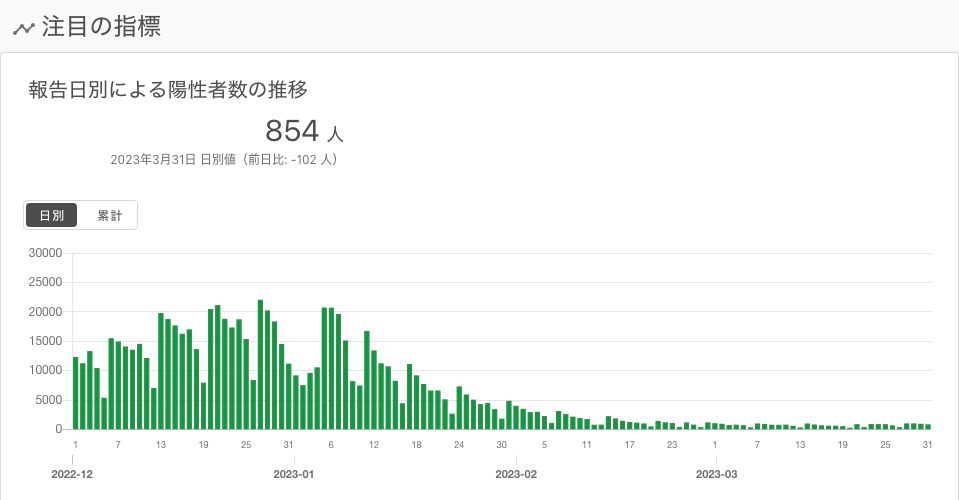 注目の指標
報告日別による陽性者数の推移
854 人
2023年3月31日 日別値（前日比: -102 人）
日別 累計
30000
25000
20000
15000
10000
5000
0
1 7 13 19 25 31 6 12 18 24 30 5 11 17 23 1 7 13 19 25 31
2022-12 2023-01 2023-02 2023-03